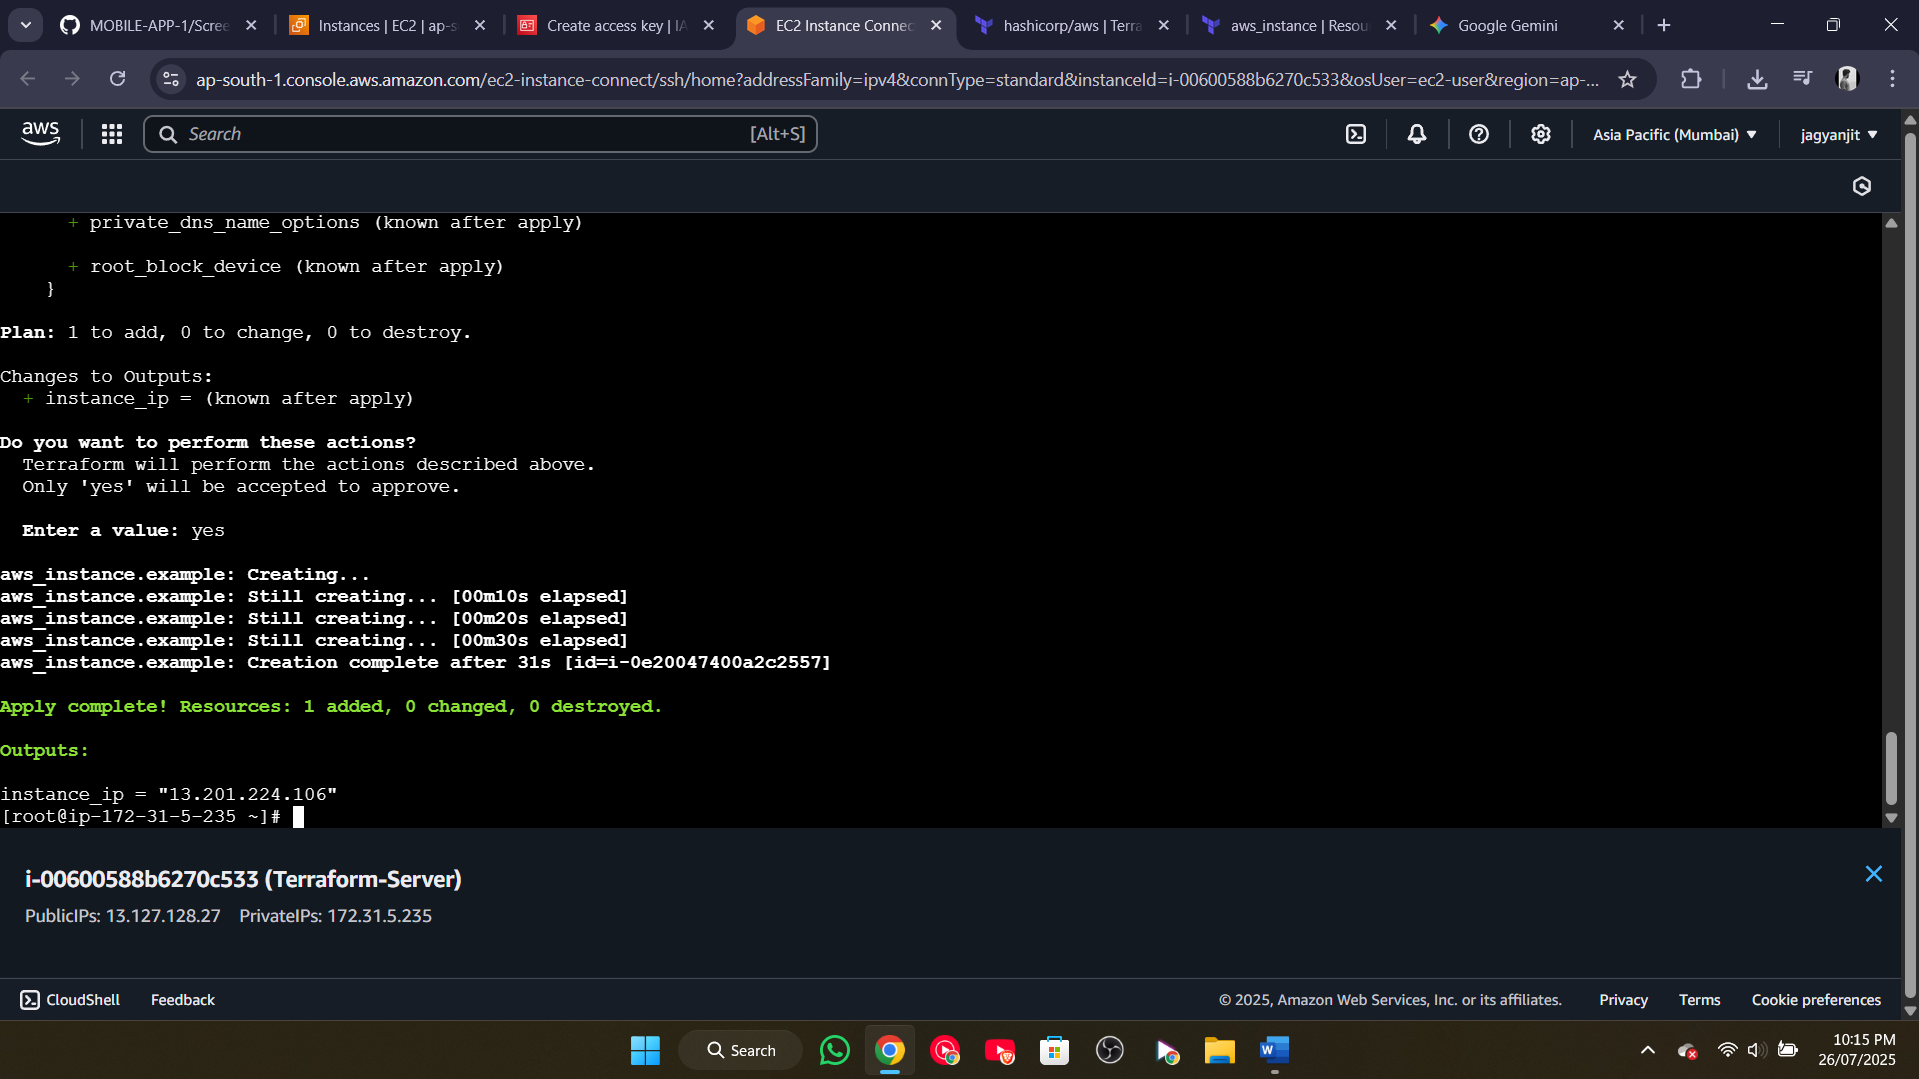 MOBILE-APP-1/Scree
Instances | EC2 | ap-s
Create access key | IA
EC2 Instance Connec
hashicorp/aws | Terra
aws_instance | Resou
Google Gemini
ap-south-1.console.aws.amazon.com/ec2-instance-connect/ssh/home?addressFamily=ipv4&connType=standard&instanceId=i-00600588b6270c533&osUser=ec2-user&region=ap-...
aws
Search [Alt+S]
Asia Pacific (Mumbai)
jagyanjit
+ private_dns_name_options (known after apply)
+ root_block_device (known after apply)
}
Plan: 1 to add, 0 to change, 0 to destroy.
Changes to Outputs:
+ instance_ip = (known after apply)
Do you want to perform these actions?
Terraform will perform the actions described above.
Only 'yes' will be accepted to approve.
Enter a value: yes
aws_instance.example: Creating...
aws_instance.example: Still creating... [00m10s elapsed]
aws_instance.example: Still creating... [00m20s elapsed]
aws_instance.example: Still creating... [00m30s elapsed]
aws_instance.example: Creation complete after 31s [id=i-0e20047400a2c2557]
Apply complete! Resources: 1 added, 0 changed, 0 destroyed.
Outputs:
instance_ip = "13.201.224.106"
[root@ip-172-31-5-235 ~]#
i-00600588b6270c533 (Terraform-Server)
PublicIPs: 13.127.128.27 PrivateIPs: 172.31.5.235
CloudShell Feedback
© 2025, Amazon Web Services, Inc. or its affiliates. Privacy Terms Cookie preferences
Search
W
10:15 PM
26/07/2025